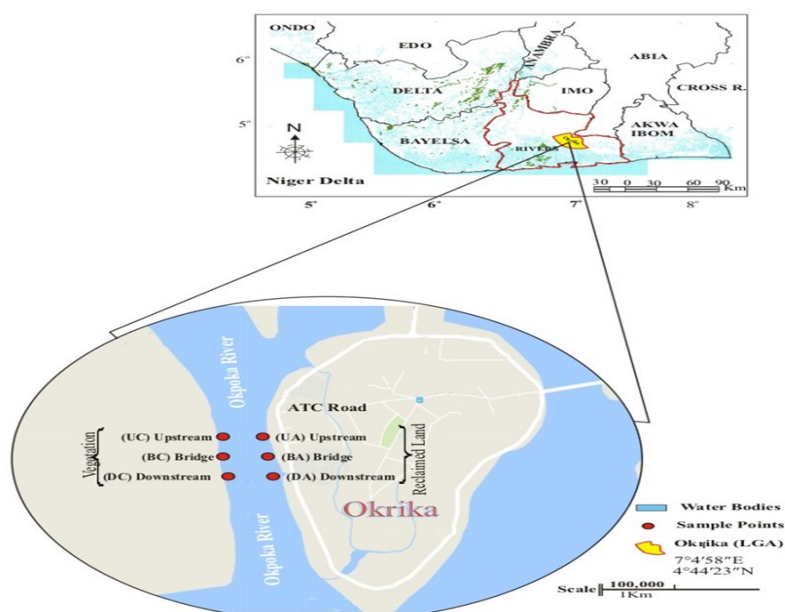 ONDO
EDO
ANAMBRA
ABIA
6°
DELTA
IMO
CROSS R.
5°
N
BAYELSA
RIVERS
AKWA
IBOM
Niger Delta
30 0 30 60 90
Km
5° 6° 7° 8°
Okpoka River
ATC Road
Vegetation
(UC) Upstream
(BC) Bridge
(DC) Downstream
(UA) Upstream
(BA) Bridge
(DA) Downstream
Reclaimed Land
Okrika
Okpoka River
Water Bodies
Sample Points
Okrika (LGA)
7°4'58"E
4°44'23"N
Scale 100,000
1Km